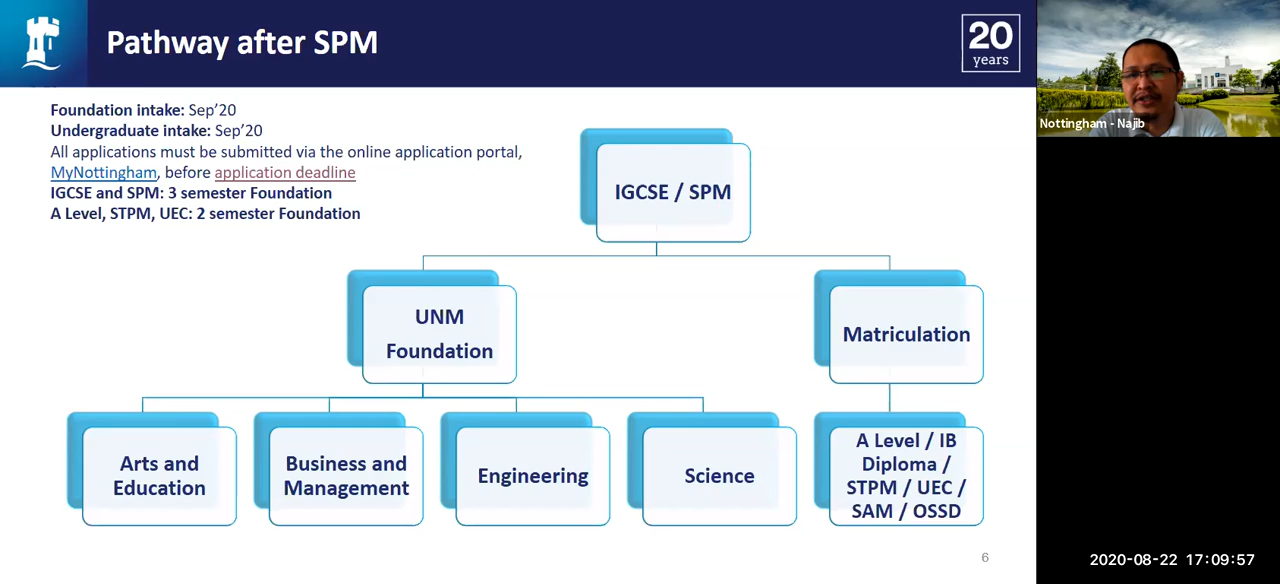 Pathway after SPM
20
years
Foundation intake: Sep’20
Undergraduate intake: Sep’20
All applications must be submitted via the online application portal,
MyNottingham, before application deadline
IGCSE and SPM: 3 semester Foundation
A Level, STPM, UEC: 2 semester Foundation
IGCSE / SPM
UNM
Foundation
Matriculation
Arts and
Education
Business and
Management
Engineering
Science
A Level / IB
Diploma /
STPM / UEC /
SAM / OSSD
6
Nottingham - Najib
2020-08-22 17:09:57